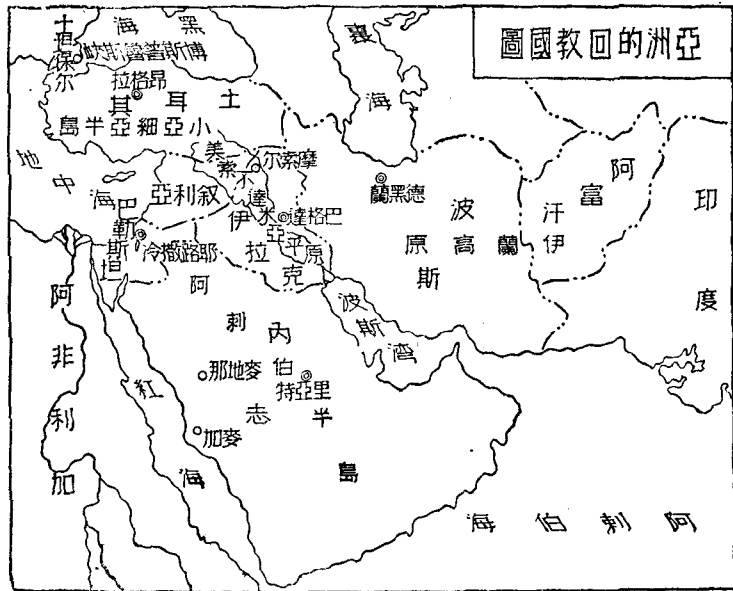 亞洲的回教國圖
黑海
博斯普魯斯峽
昂格拉
土耳其
小亞細亞半島
地中海
裏海
美索不達米亞平原
摩索尔
叙利亞
巴勒斯坦
耶路撒冷
伊拉克
巴格達
德黑蘭
波斯
伊蘭高原
阿富汗
印度
波斯灣
阿剌伯半島
內志
麥地那
里亞特
麥加
紅海
阿非利加
阿剌伯海